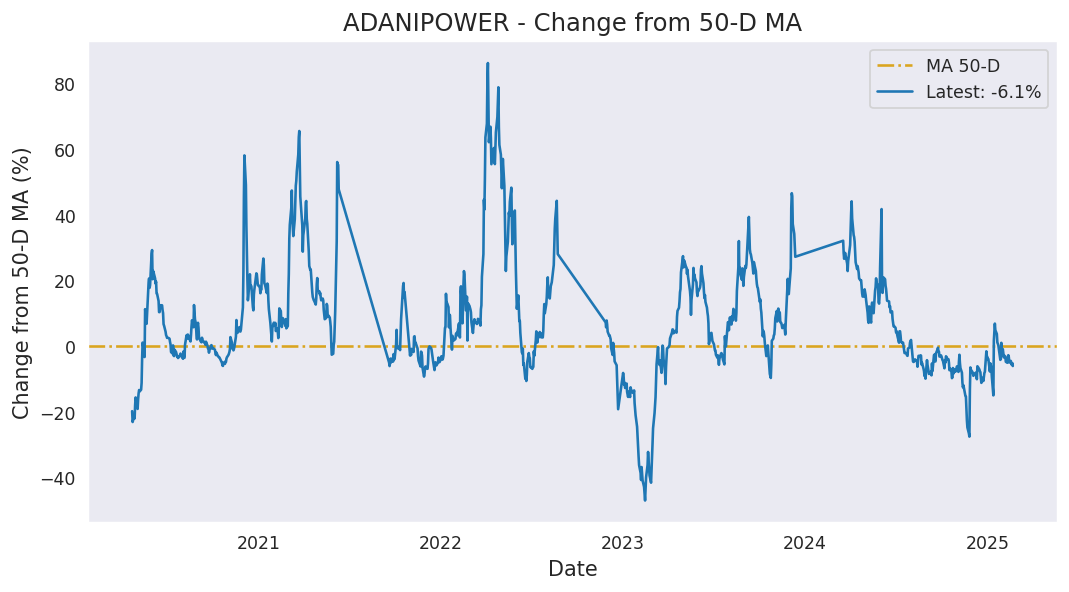 ADANIPOWER - Change from 50-D MA
MA 50-D
Latest: -6.1%
Change from 50-D MA (%)
80
60
40
20
0
−20
−40
2021
2022
2023
2024
2025
Date